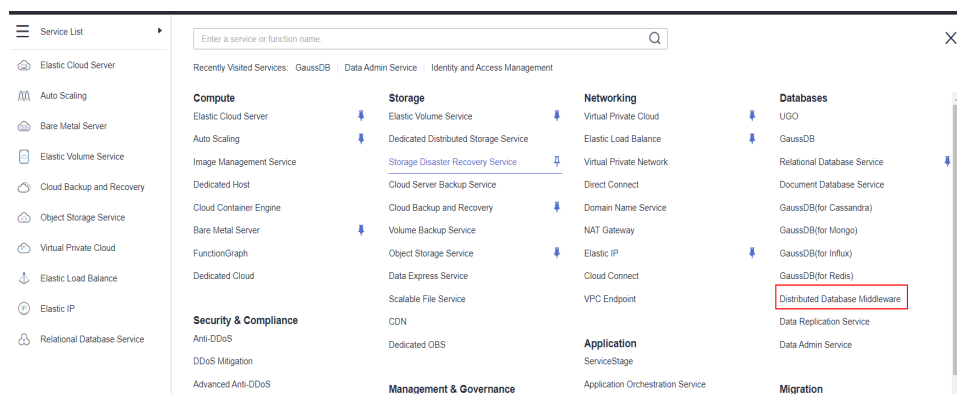 Service List
Elastic Cloud Server
Auto Scaling
Bare Metal Server
Elastic Volume Service
Cloud Backup and Recovery
Object Storage Service
Virtual Private Cloud
Elastic Load Balance
Elastic IP
Relational Database Service
Enter a service or function name.
Recently Visited Services: GaussDB | Data Admin Service | Identity and Access Management
Compute
Elastic Cloud Server
Auto Scaling
Image Management Service
Dedicated Host
Cloud Container Engine
Bare Metal Server
FunctionGraph
Dedicated Cloud
Security & Compliance
Anti-DDoS
DDoS Mitigation
Advanced Anti-DDoS
Storage
Elastic Volume Service
Dedicated Distributed Storage Service
Storage Disaster Recovery Service
Cloud Server Backup Service
Cloud Backup and Recovery
Volume Backup Service
Object Storage Service
Data Express Service
Scalable File Service
CDN
Dedicated OBS
Management & Governance
Networking
Virtual Private Cloud
Elastic Load Balance
Virtual Private Network
Direct Connect
Domain Name Service
NAT Gateway
Elastic IP
Cloud Connect
VPC Endpoint
Application
ServiceStage
Application Orchestration Service
Databases
UGO
GaussDB
Relational Database Service
Document Database Service
GaussDB(for Cassandra)
GaussDB(for Mongo)
GaussDB(for Influx)
GaussDB(for Redis)
Distributed Database Middleware
Data Replication Service
Data Admin Service
Migration